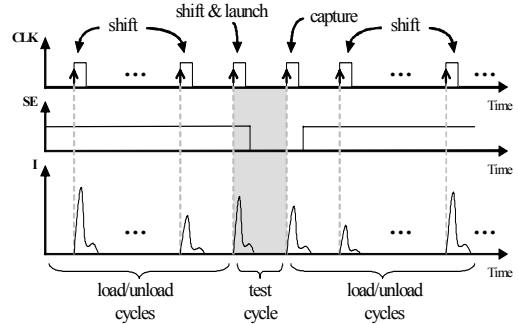 shift & launch
shift
capture
shift
CLK
•••
•••
•••
Time
SE
Time
I
•••
•••
•••
Time
load/unload
cycles
test
cycle
load/unload
cycles